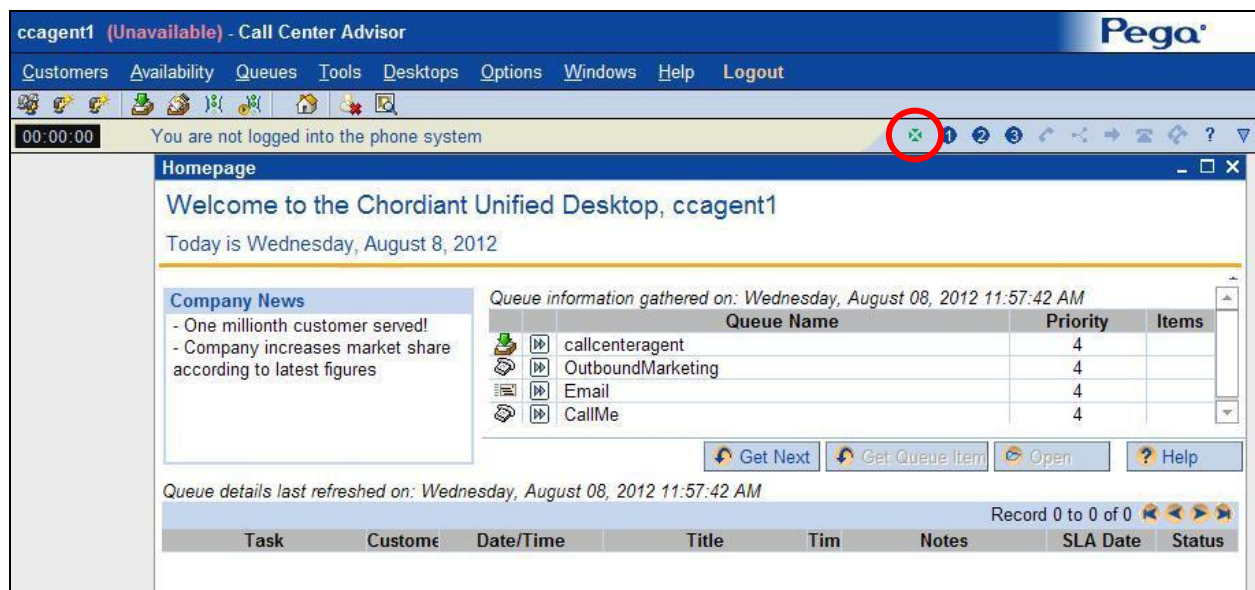 ccagent1 (Unavailable) - Call Center Advisor
Pega
Customers Availability Queues Tools Desktops Options Windows Help Logout
00:00:00 You are not logged into the phone system 1 2 3 ?
Homepage
Welcome to the Chordiant Unified Desktop, ccagent1
Today is Wednesday, August 8, 2012
Company News
- One millionth customer served!
- Company increases market share
according to latest figures
Queue information gathered on: Wednesday, August 08, 2012 11:57:42 AM
Queue Name Priority Items
callcenteragent 4
OutboundMarketing 4
Email 4
CallMe 4
Get Next Get Queue Item Open ? Help
Queue details last refreshed on: Wednesday, August 08, 2012 11:57:42 AM
Record 0 to 0 of 0
Task Custome Date/Time Title Tim Notes SLA Date Status